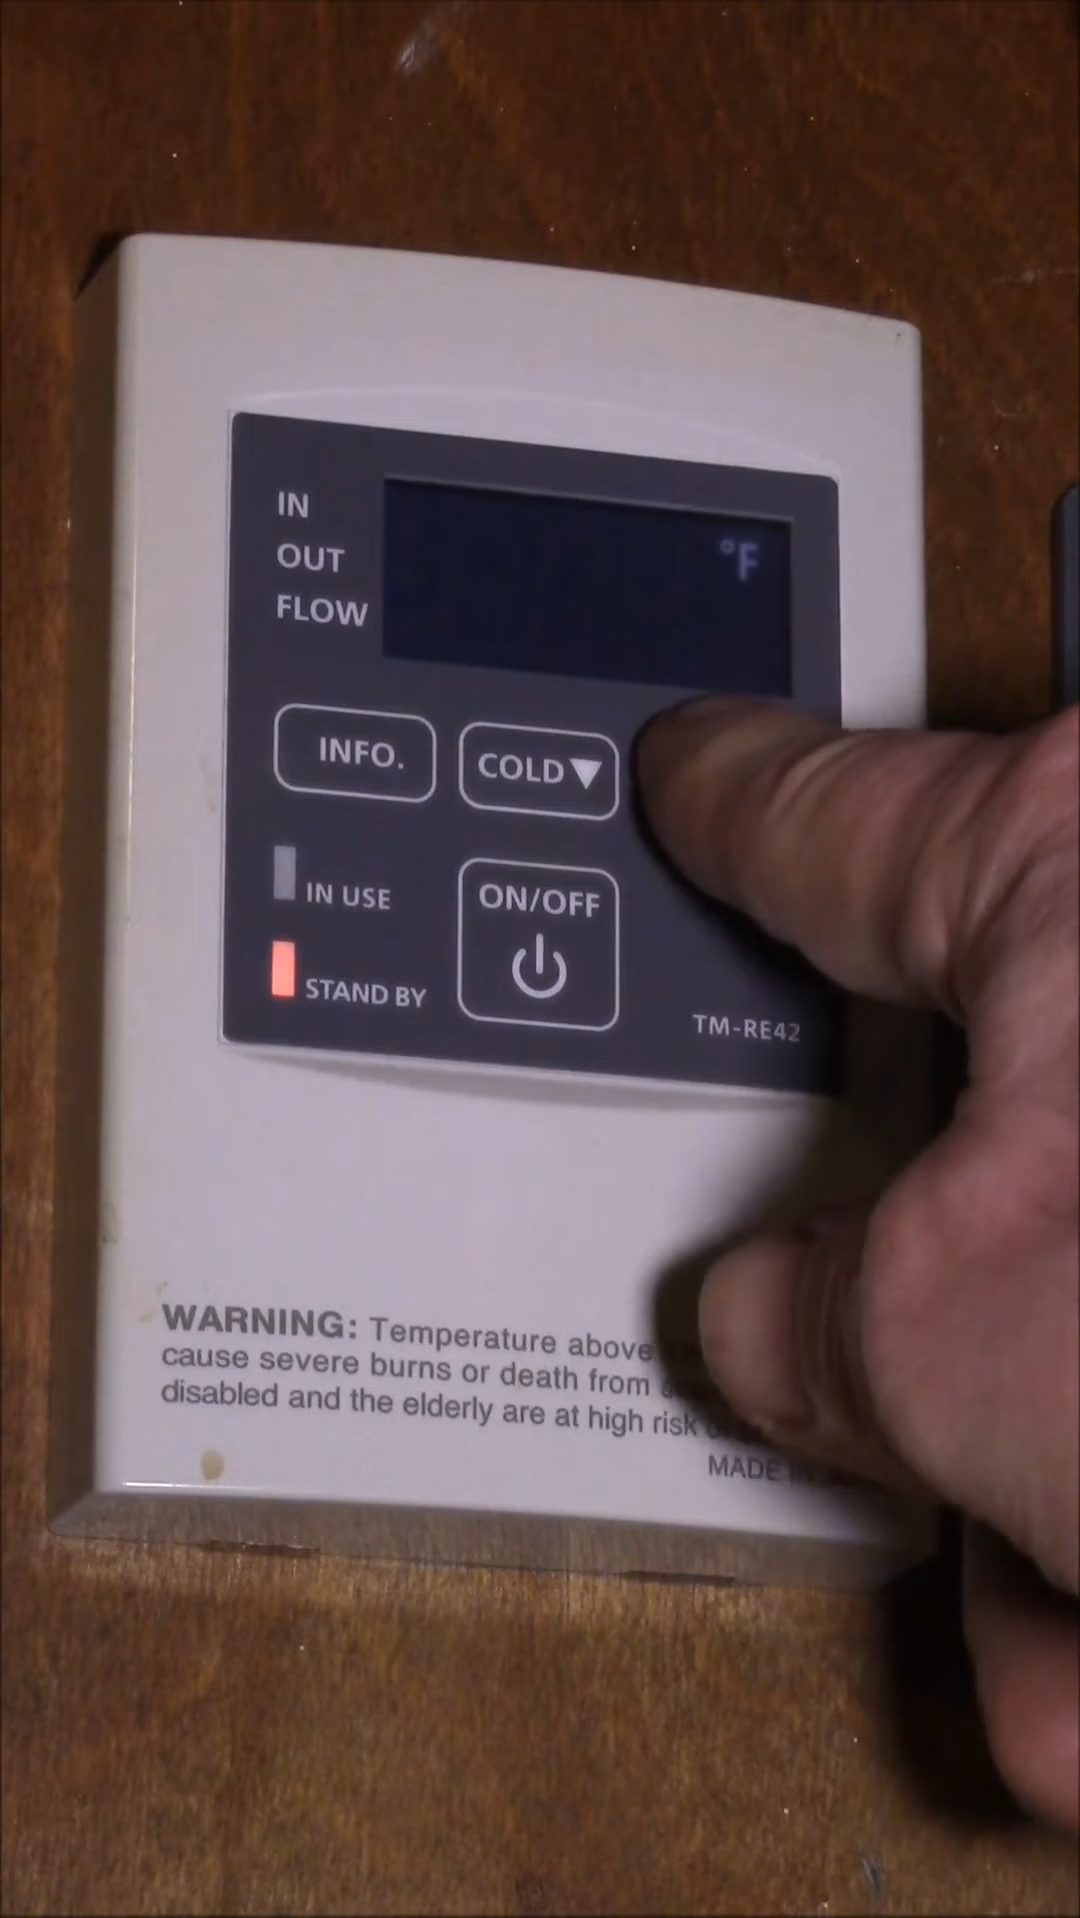 °F
IN
OUT
FLOW
INFO.
COLD▼
IN USE
ON/OFF
STAND BY
TM-RE42
WARNING: Temperature above
cause severe burns or death from
disabled and the elderly are at high risk
MADE